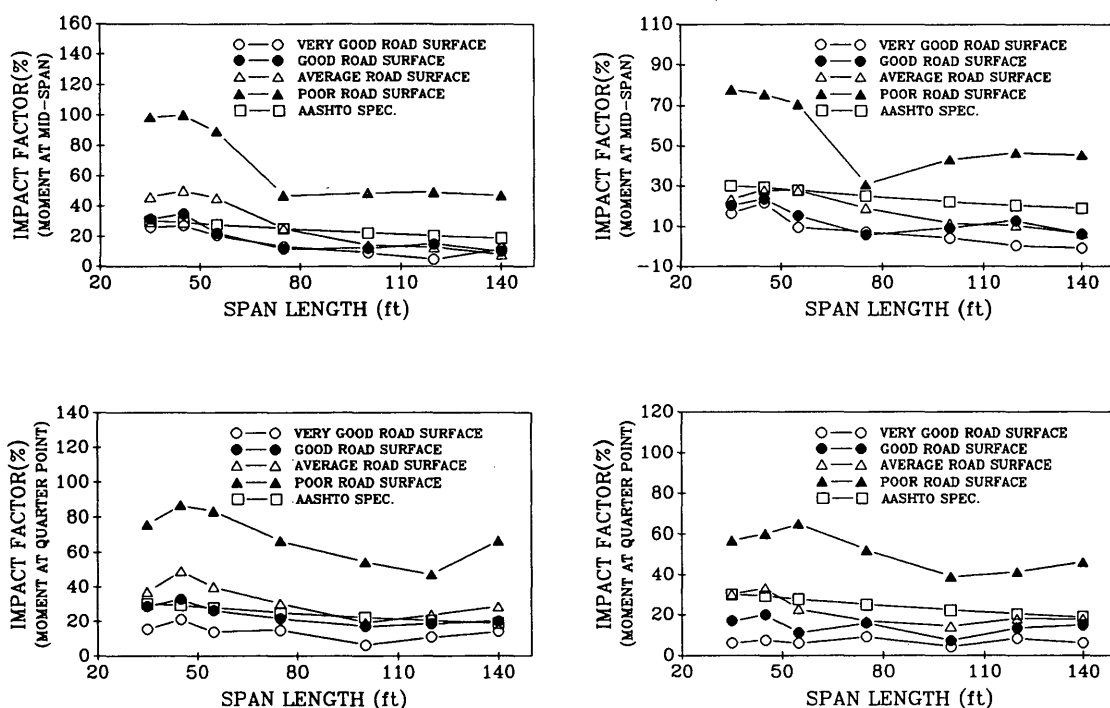 160
140
120
100
80
60
40
20
0
IMPACT FACTOR(%)
(MOMENT AT MID-SPAN)
VERY GOOD ROAD SURFACE
GOOD ROAD SURFACE
AVERAGE ROAD SURFACE
POOR ROAD SURFACE
AASHTO SPEC.
20 50 80 110 140
SPAN LENGTH (ft)
110
90
70
50
30
10
-10
IMPACT FACTOR(%)
(MOMENT AT MID-SPAN)
VERY GOOD ROAD SURFACE
GOOD ROAD SURFACE
AVERAGE ROAD SURFACE
POOR ROAD SURFACE
AASHTO SPEC.
20 50 80 110 140
SPAN LENGTH (ft)
140
120
100
80
60
40
20
0
IMPACT FACTOR(%)
(MOMENT AT QUARTER POINT)
VERY GOOD ROAD SURFACE
GOOD ROAD SURFACE
AVERAGE ROAD SURFACE
POOR ROAD SURFACE
AASHTO SPEC.
20 50 80 110 140
SPAN LENGTH (ft)
120
100
80
60
40
20
0
IMPACT FACTOR(%)
(MOMENT AT QUARTER POINT)
VERY GOOD ROAD SURFACE
GOOD ROAD SURFACE
AVERAGE ROAD SURFACE
POOR ROAD SURFACE
AASHTO SPEC.
20 50 80 110 140
SPAN LENGTH (ft)